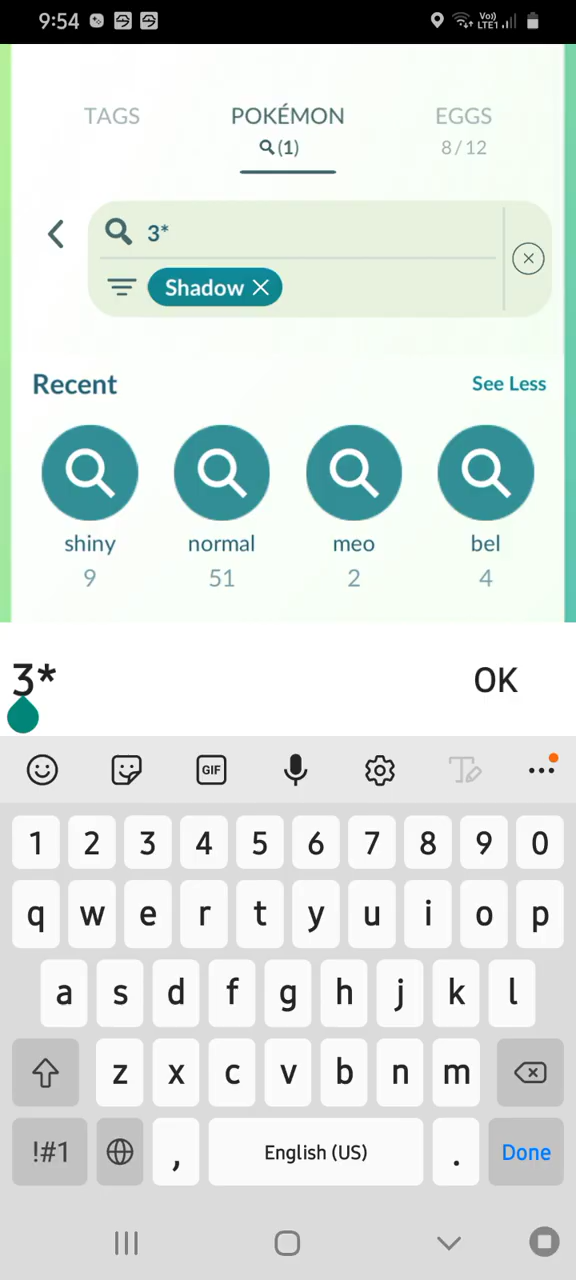 9:54
Vo)) LTE1
TAGS POKÉMON EGGS
(1) 8/12
3*
Shadow
Recent See Less
shiny normal meo bel
9 51 2 4
3* OK
GIF
1 2 3 4 5 6 7 8 9 0
q w e r t y u i o p
a s d f g h j k l
z x c v b n m
!#1 , English (US) . Done